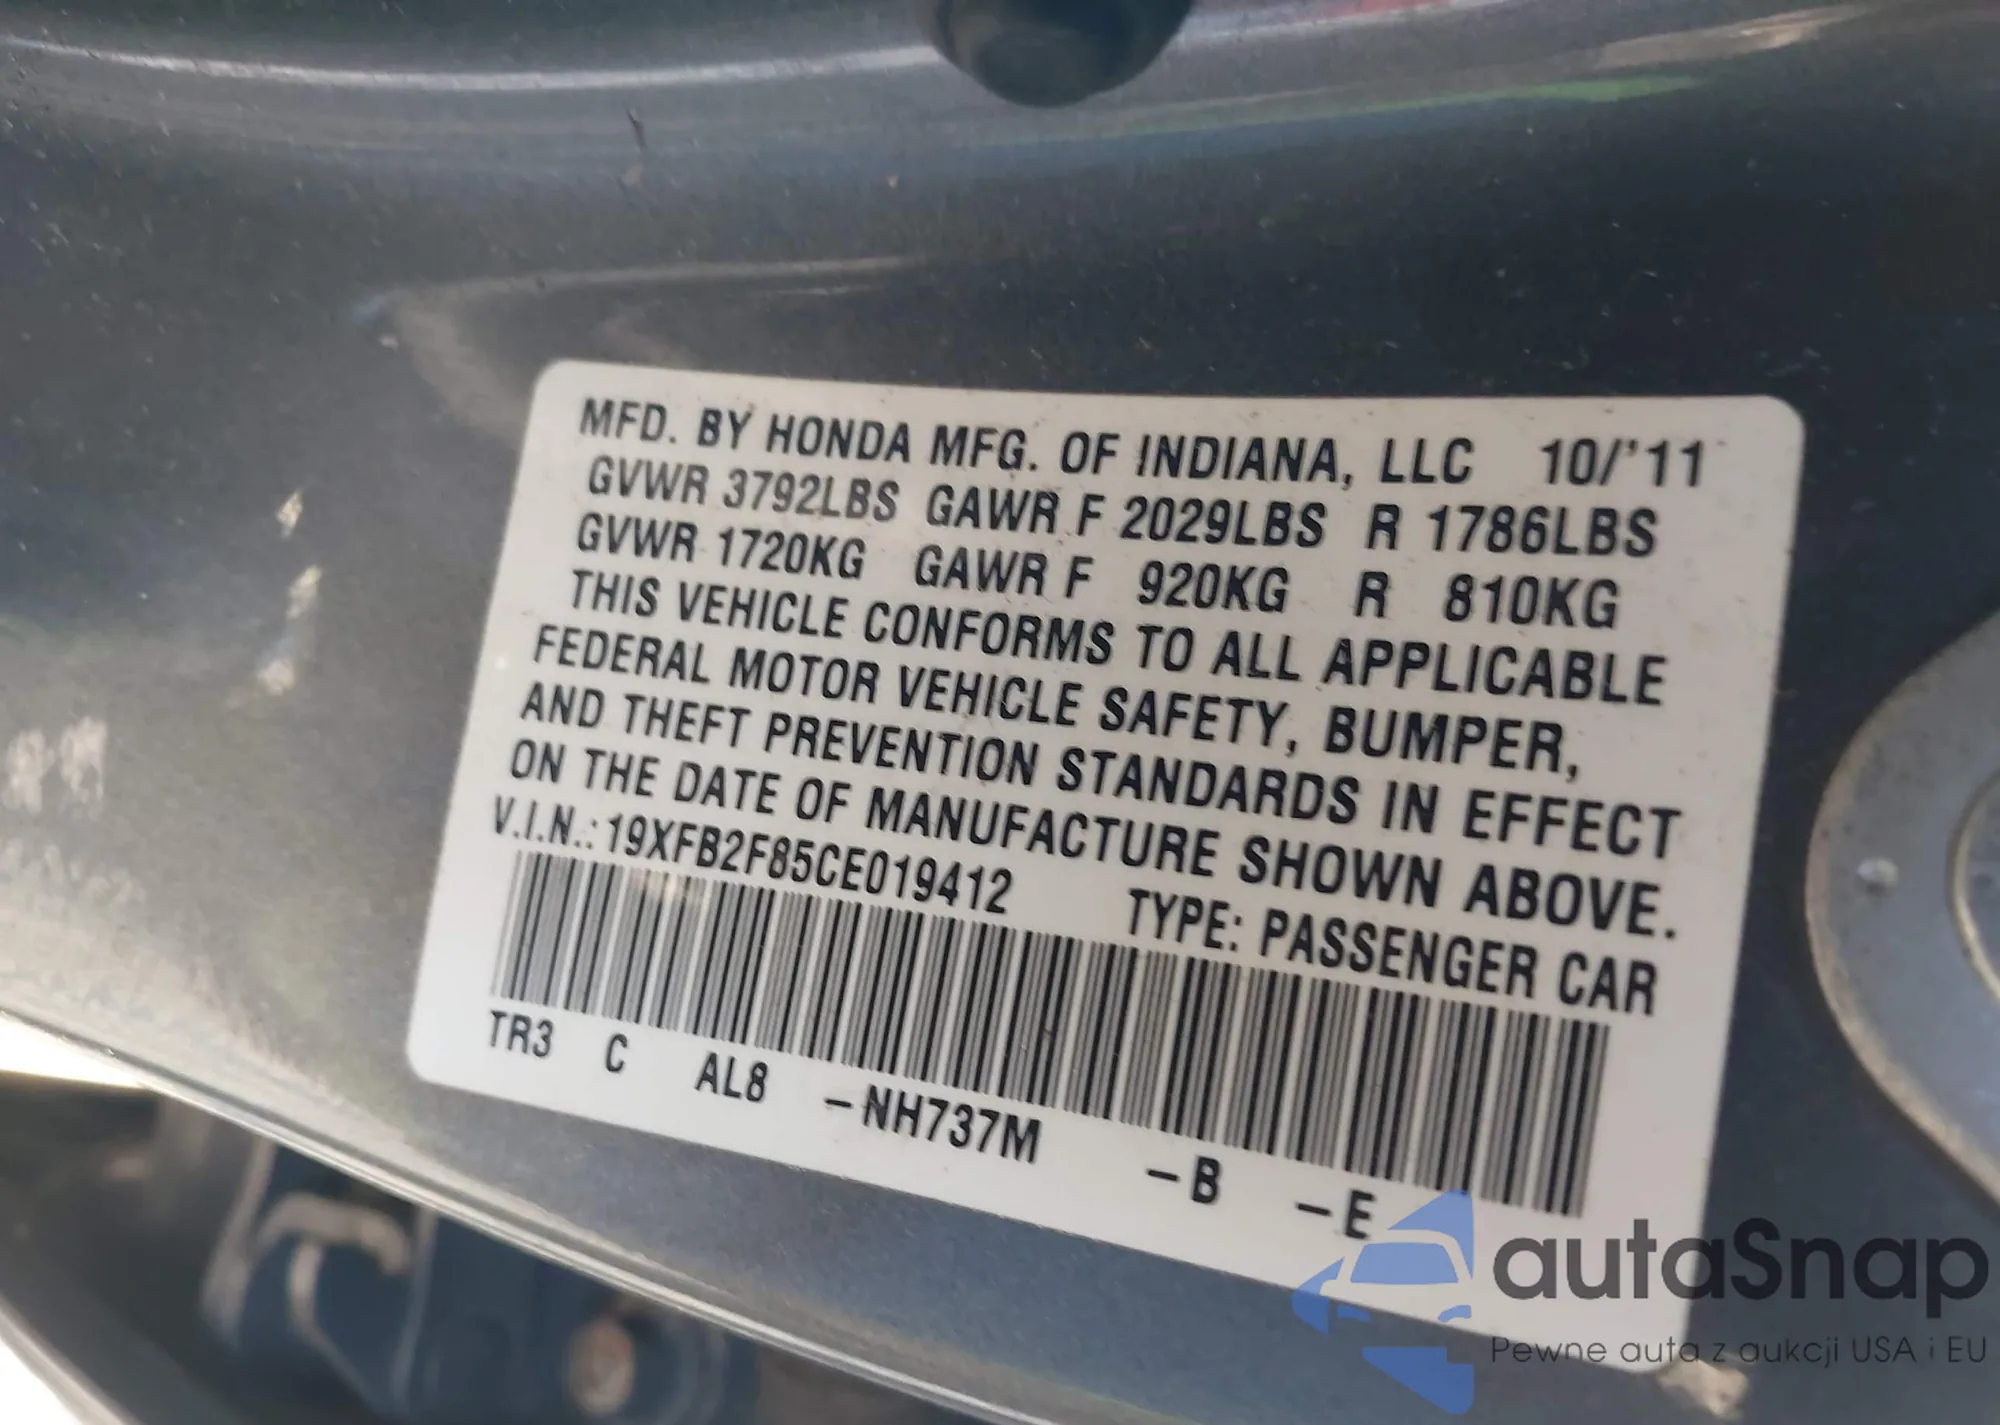 MFD. BY HONDA MFG. OF INDIANA, LLC 10/'11
GVWR 3792LBS GAWR F 2029LBS R 1786LBS
GVWR 1720KG GAWR F 920KG R 810KG
THIS VEHICLE CONFORMS TO ALL APPLICABLE
FEDERAL MOTOR VEHICLE SAFETY, BUMPER,
AND THEFT PREVENTION STANDARDS IN EFFECT
ON THE DATE OF MANUFACTURE SHOWN ABOVE.
V.I.N.: 19XFB2F85CE019412 TYPE: PASSENGER CAR
TR3 C AL8 -NH737M -B -E
autaSnap
Pewne auta z aukcji USA i EU